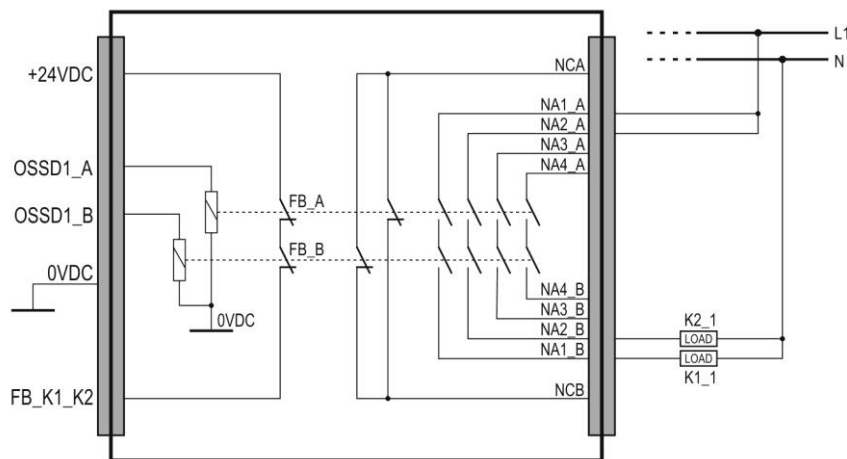 +24VDC
OSSD1_A
OSSD1_B
0VDC
FB_K1_K2
0VDC
FB_A
FB_B
NCA
NA1_A
NA2_A
NA3_A
NA4_A
NA4_B
NA3_B
NA2_B
NA1_B
NCB
L1
N
K2_1
LOAD
LOAD
K1_1